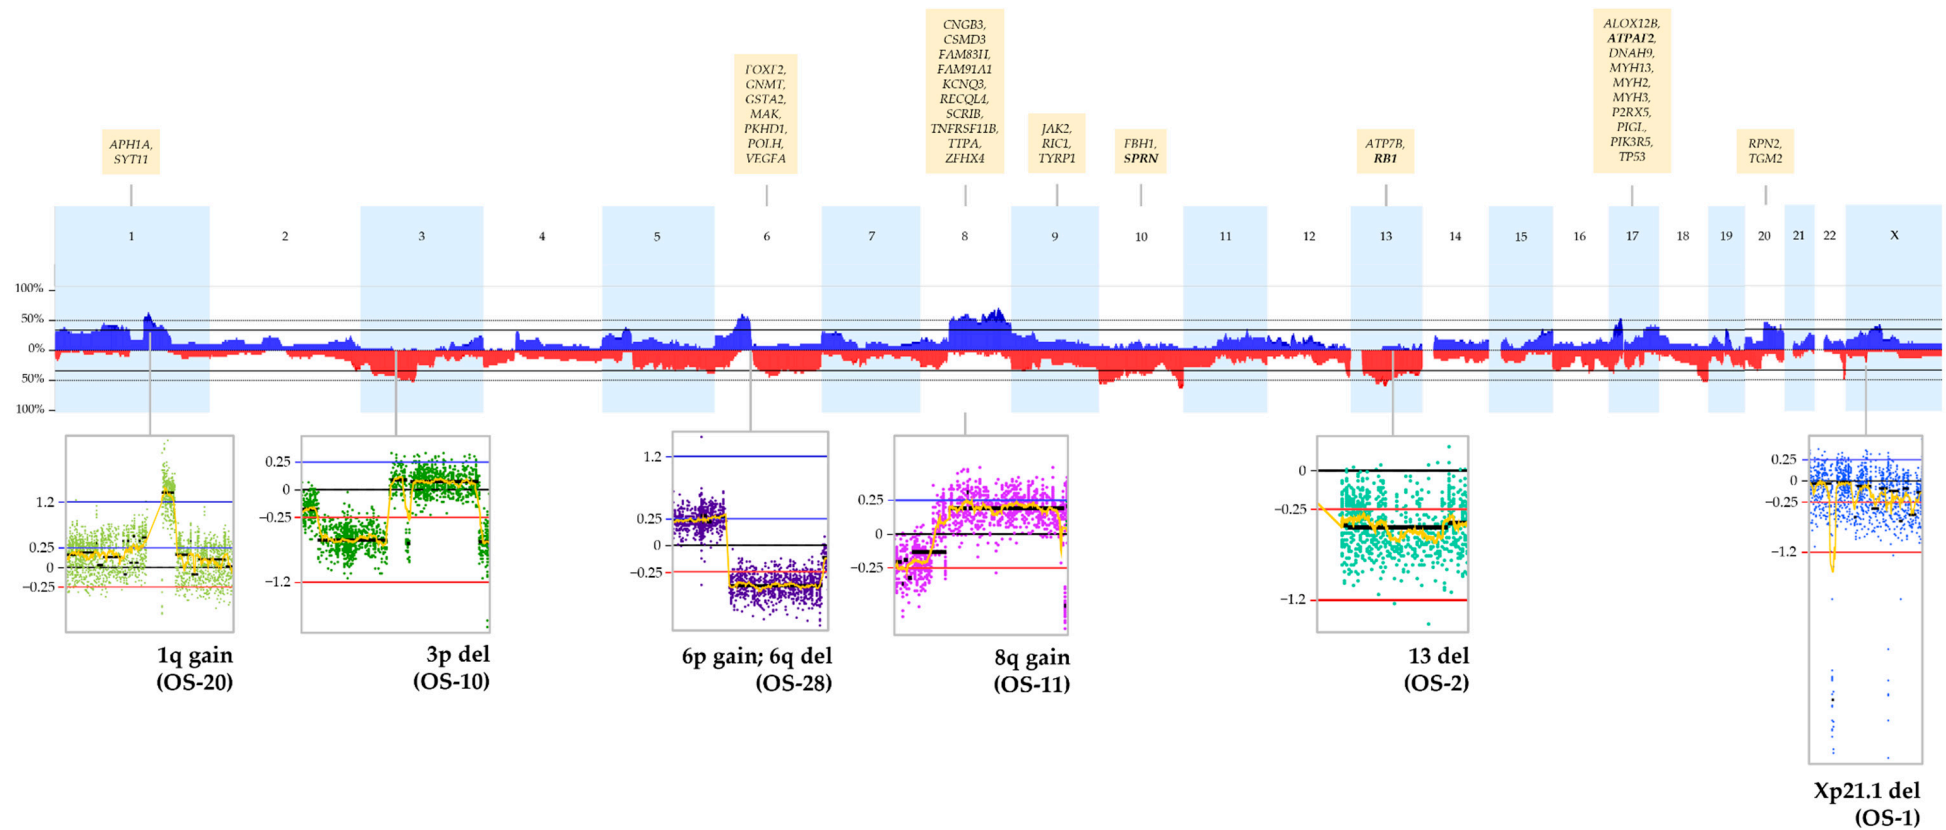 CNGB3,
CSMD3
FAM83H,
FAM91A1
KCNQ3,
RECQL4,
SCRIB,
TNFRSF11B,
TTPA,
ZFHX4
ALOX12B,
ATPAF2,
DNAH9,
MYH13,
MYH2,
MYH3,
P2RX5,
PIGL,
PIK3R5,
TP53
FOXF2,
GNMT,
GSTA2,
MAK,
PKHD1,
POLH,
VEGFA
JAK2,
RIC1,
TYRP1
APH1A,
SYT11
FBH1,
SPRN
ATP7B,
RB1
RPN2,
TGM2
1 2 3 4 5 6 7 8 9 10 11 12 13 14 15 16 17 18 19 20 21 22 X
100%
50%
0%
50%
100%
1.2
0.25
0
−0.25
1q gain
(OS-20)
0.25
0
−0.25
−1.2
3p del
(OS-10)
1.2
0.25
0
−0.25
6p gain; 6q del
(OS-28)
0.25
0
−0.25
8q gain
(OS-11)
0
−0.25
−1.2
13 del
(OS-2)
0.25
0
−0.25
−1.2
Xp21.1 del
(OS-1)